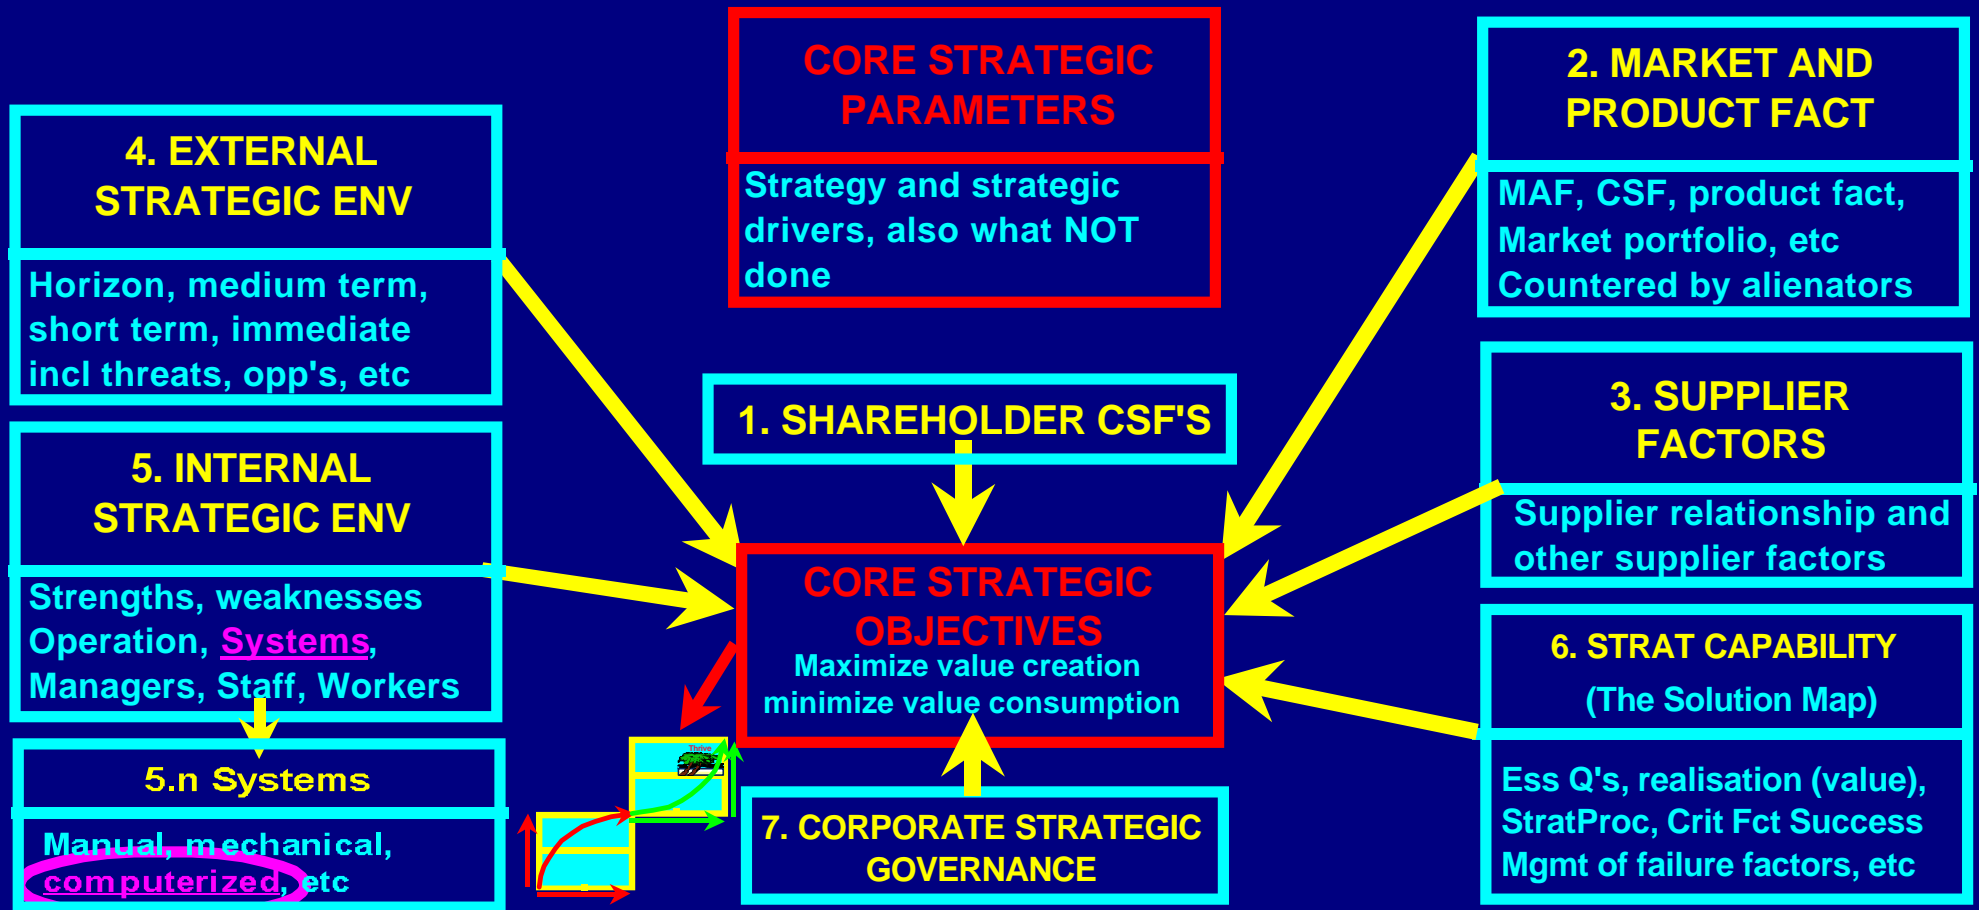 CORE STRATEGIC
PARAMETERS
Strategy and strategic
drivers, also what NOT
done
2. MARKET AND
PRODUCT FACT
MAF, CSF, product fact,
Market portfolio, etc
Countered by alienators
4. EXTERNAL
STRATEGIC ENV
Horizon, medium term,
short term, immediate
incl threats, opp's, etc
1. SHAREHOLDER CSF'S
3. SUPPLIER
FACTORS
Supplier relationship and
other supplier factors
5. INTERNAL
STRATEGIC ENV
Strengths, weaknesses
Operation, Systems,
Managers, Staff, Workers
CORE STRATEGIC
OBJECTIVES
Maximize value creation
minimize value consumption
6. STRAT CAPABILITY
(The Solution Map)
Ess Q's, realisation (value),
StratProc, Crit Fct Success
Mgmt of failure factors, etc
5.n Systems
Manual, mechanical,
computerized, etc
Thrive
7. CORPORATE STRATEGIC
GOVERNANCE